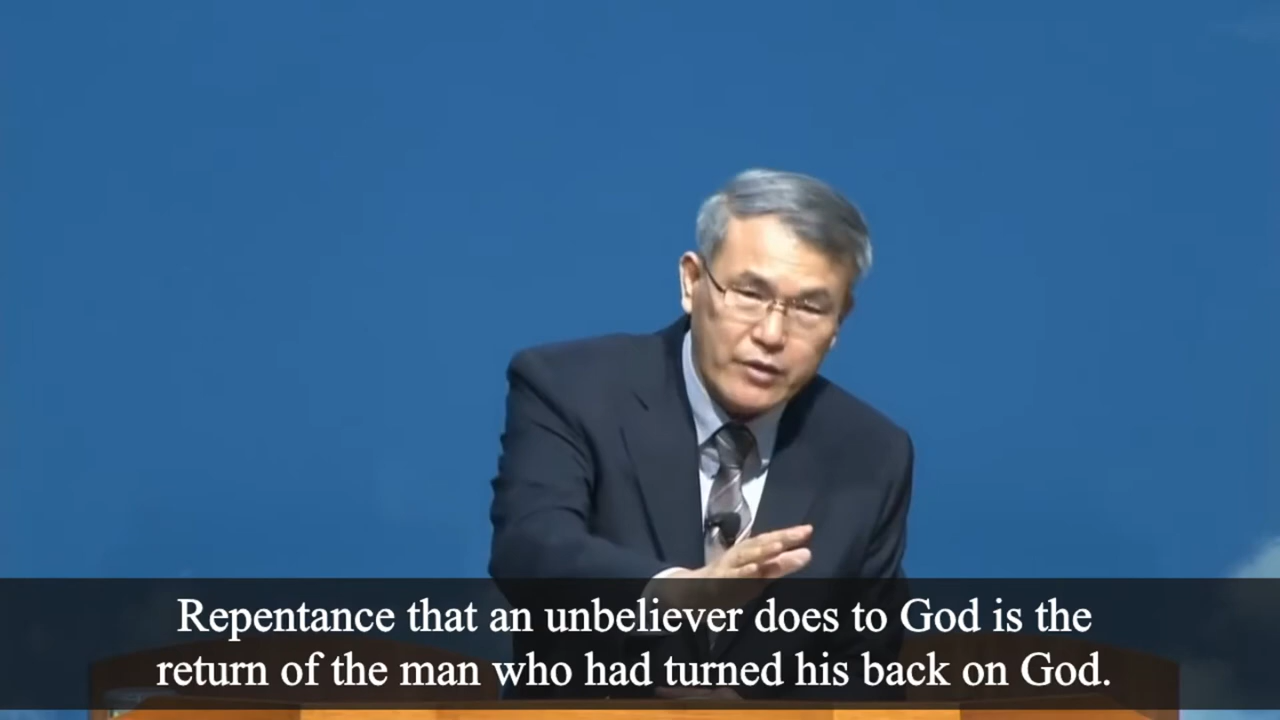 Repentance that an unbeliever does to God is the
return of the man who had turned his back on God.